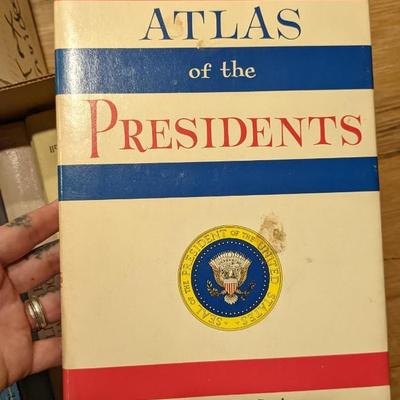 ATLAS
of the
PRESIDENTS
SEAL OF THE PRESIDENT OF THE UNITED STATES